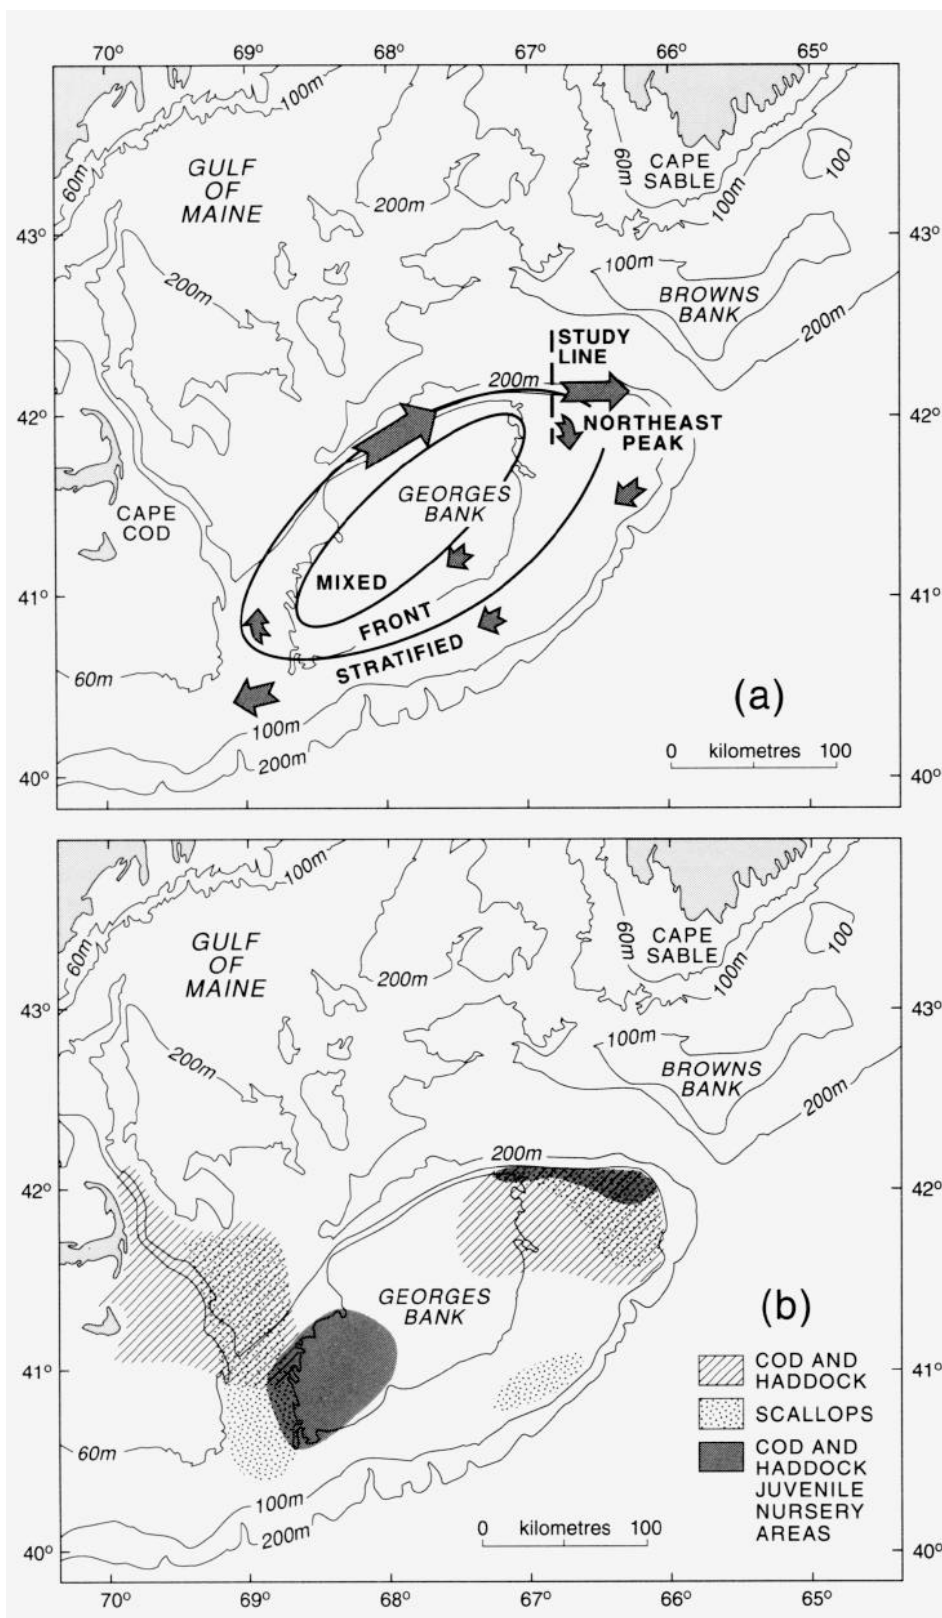 70° 69° 68° 67° 66° 65°
100m
60m
GULF
OF
MAINE
200m
60m
CAPE
SABLE
100m
100
43°
43°
200m
100m
BROWNS
BANK
200m
STUDY
LINE
200m
42°
42°
NORTHEAST
PEAK
GEORGES
BANK
CAPE
COD
MIXED
41°
41°
FRONT
STRATIFIED
60m
(a)
100m
200m
0 kilometres 100
40°
40°
100m
60m
GULF
OF
MAINE
200m
60m
CAPE
SABLE
100m
100
43°
43°
200m
100m
BROWNS
BANK
200m
200m
42°
42°
GEORGES
BANK
(b)
41°
41°
COD AND
HADDOCK
SCALLOPS
60m
COD AND
HADDOCK
JUVENILE
NURSERY
AREAS
100m
200m
0 kilometres 100
40°
40°
70° 69° 68° 67° 66° 65°